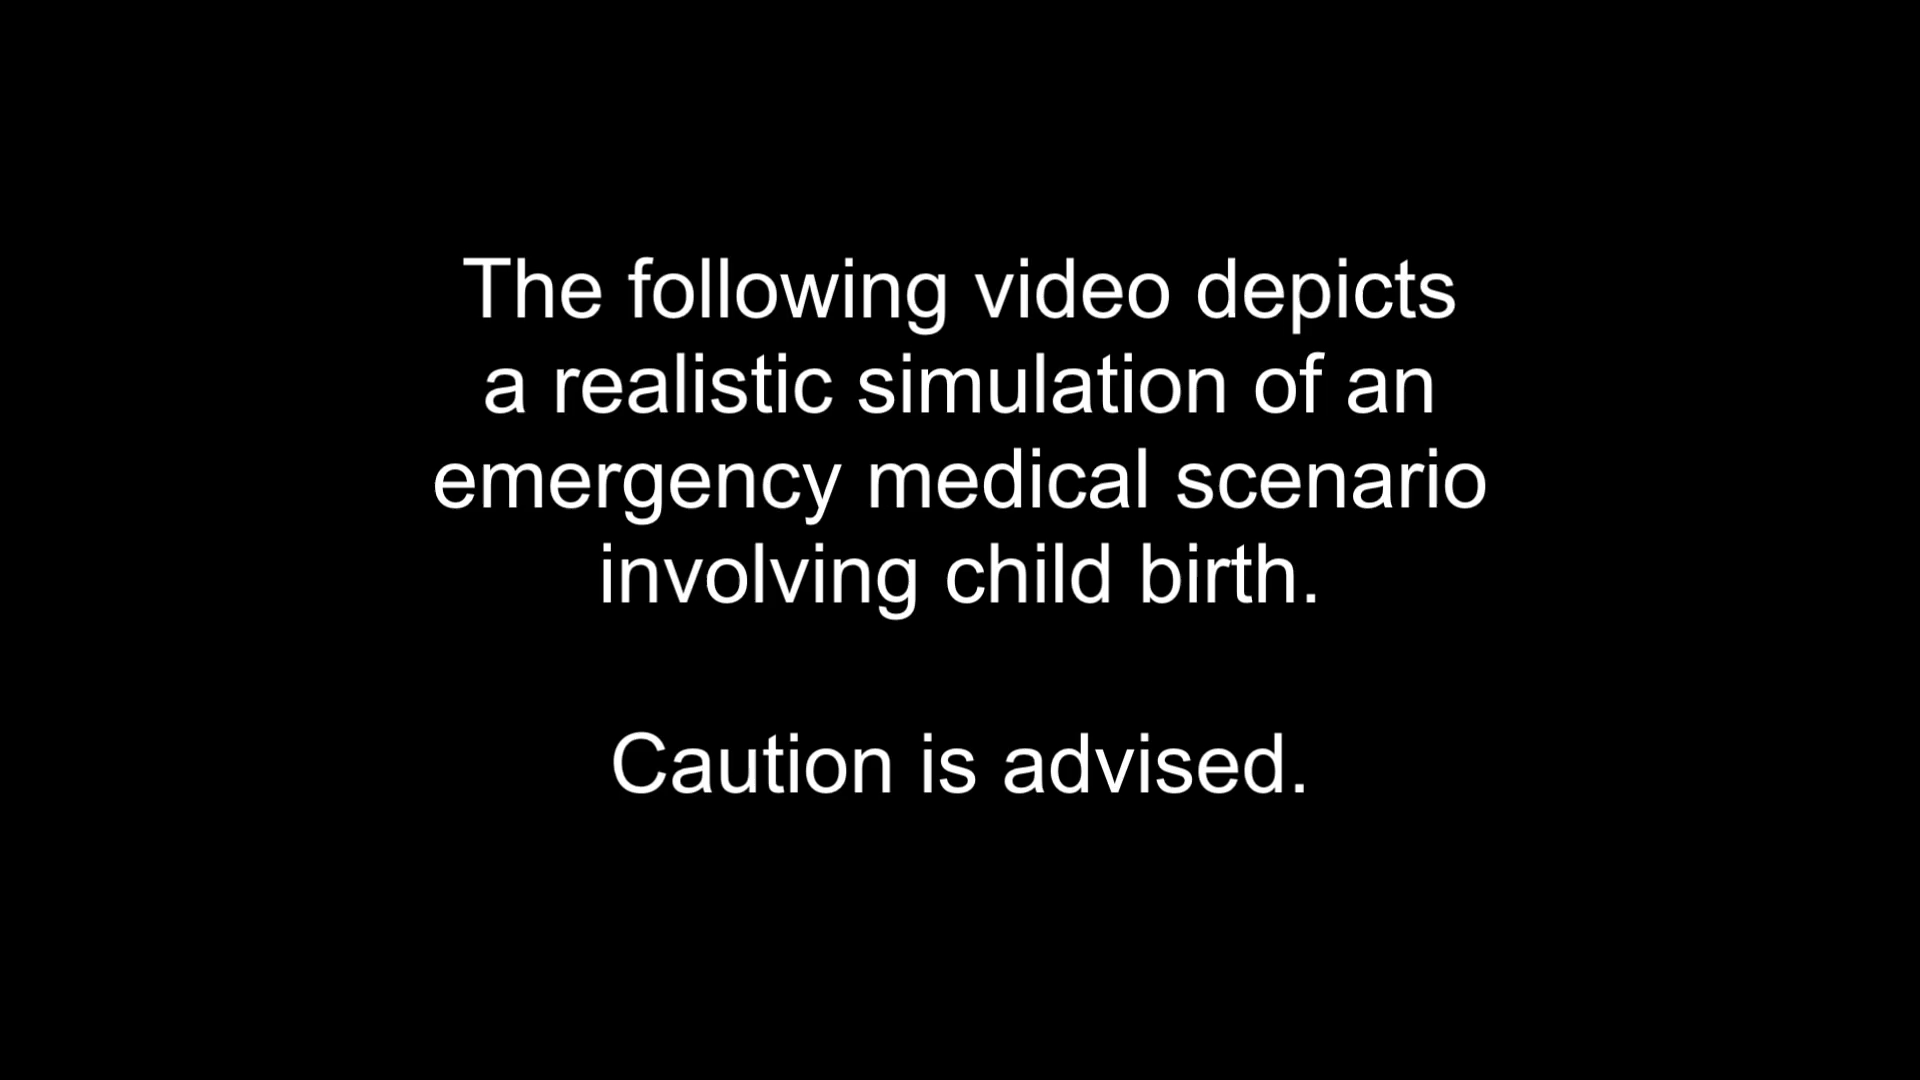 The following video depicts
a realistic simulation of an
emergency medical scenario
involving child birth.
Caution is advised.